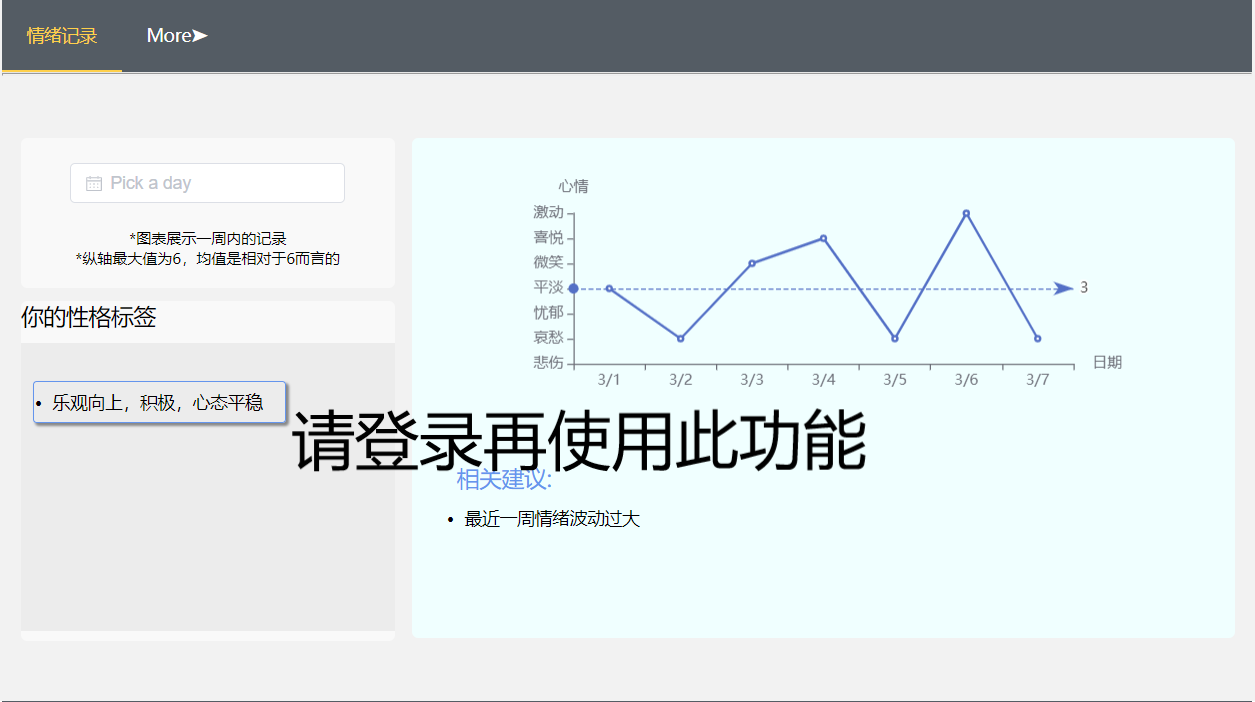 情绪记录 More➤
Pick a day
*图表展示一周内的记录
*纵轴最大值为6，均值是相对于6而言的
你的性格标签
• 乐观向上，积极，心态平稳
心情
激动
喜悦
微笑
平淡
3
忧郁
哀愁
悲伤
日期
3/1 3/2 3/3 3/4 3/5 3/6 3/7
请登录再使用此功能
相关建议:
• 最近一周情绪波动过大